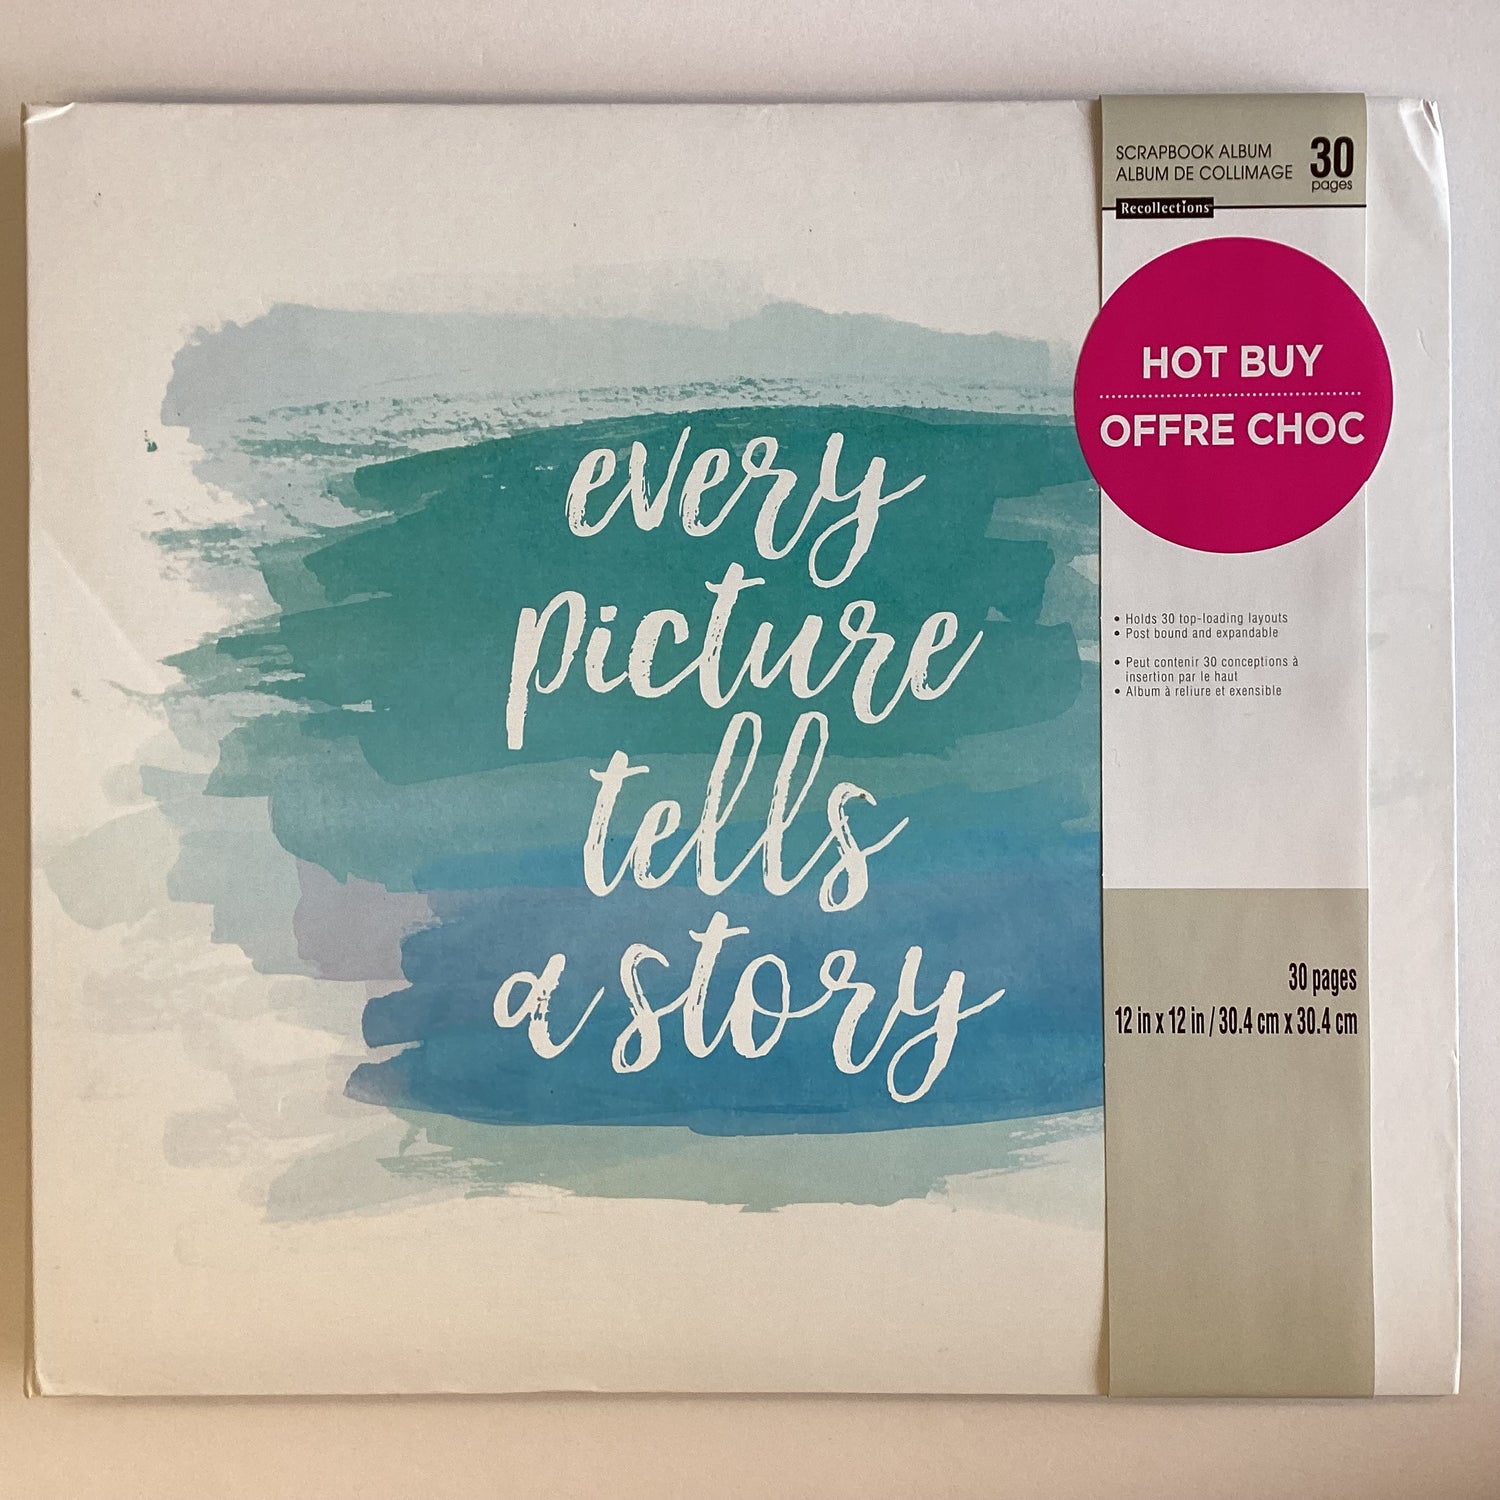 every
picture
tells
a story
SCRAPBOOK ALBUM
ALBUM DE COLLIMAGE
30
pages
Recollections
HOT BUY
OFFRE CHOC
• Holds 30 top-loading layouts
• Post bound and expandable
• Peut contenir 30 conceptions à
insertion par le haut
• Album à reliure et exensible
30 pages
12 in x 12 in / 30.4 cm x 30.4 cm